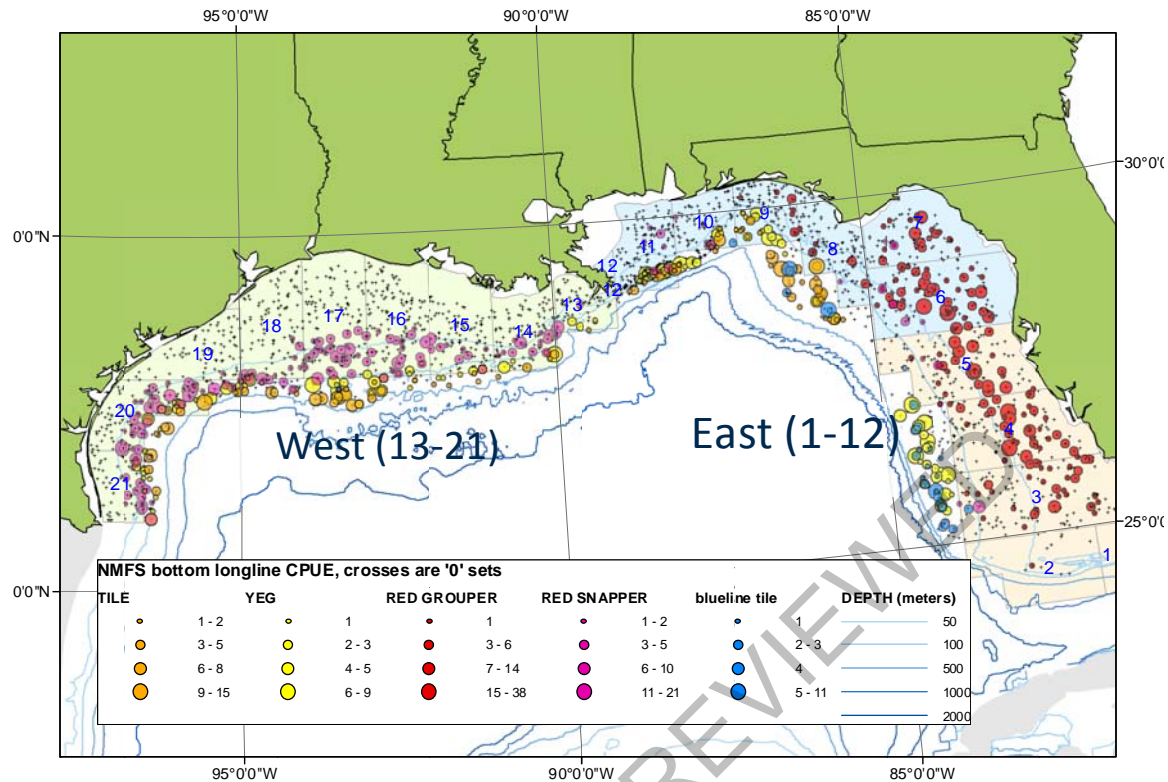 95°0'0"W 90°0'0"W 85°0'0"W
30°0'0
0'0"N
7
9
10
8
11
12
12
6
13
17
16
18
15
14
19
5
20
4
West (13-21)
East (1-12)
21
3
25°0'0
1
2
0'0"N
NMFS bottom longline CPUE, crosses are '0' sets
TILE YEG RED GROUPER RED SNAPPER blueline tile DEPTH (meters)
1 - 2 1 1 1 - 2 1 50
3 - 5 2 - 3 3 - 6 3 - 5 2 - 3 100
6 - 8 4 - 5 7 - 14 6 - 10 4 500
9 - 15 6 - 9 15 - 38 11 - 21 5 - 11 1000
2000
REVIEWED
95°0'0"W 90°0'0"W 85°0'0"W